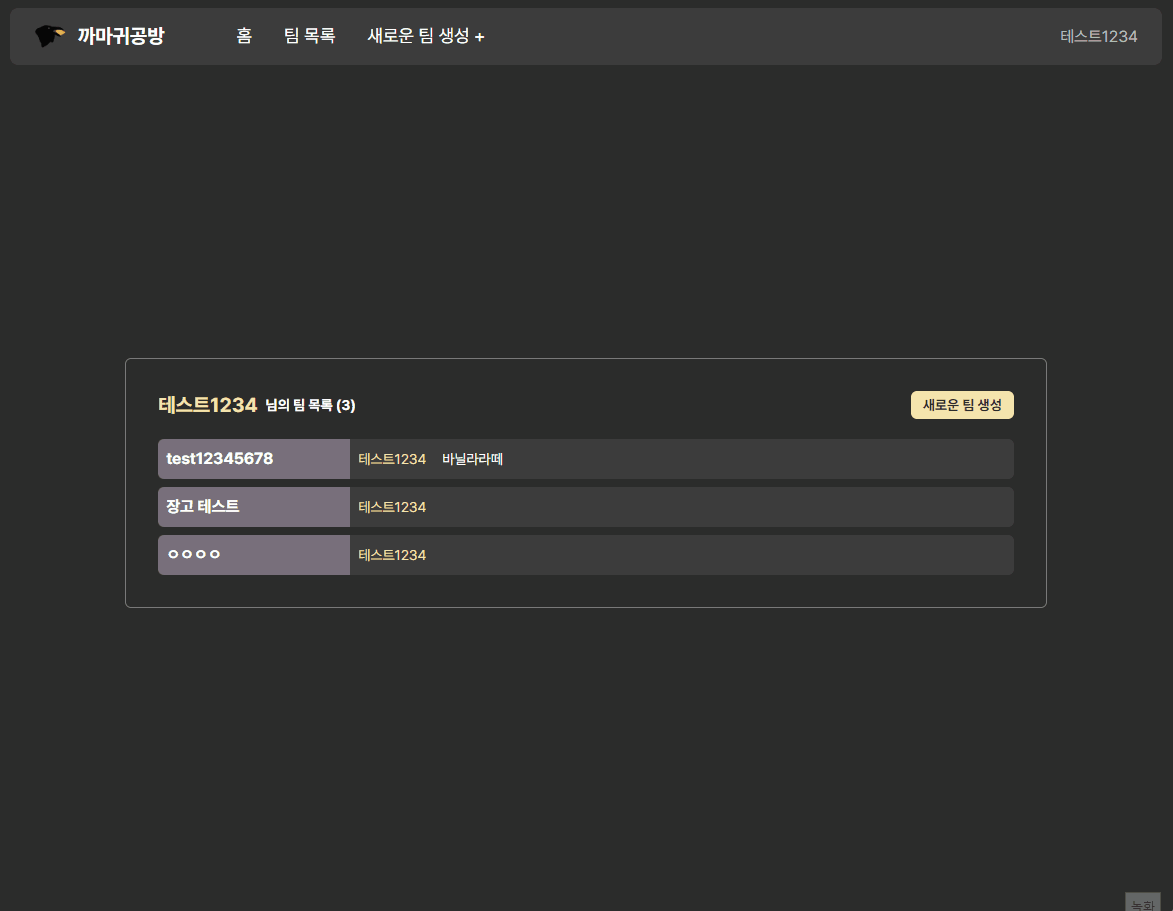 까마귀공방 홈 팀 목록 새로운 팀 생성 + 테스트1234
테스트1234 님의 팀 목록 (3) 새로운 팀 생성
test12345678 테스트1234 바닐라라떼
장고 테스트 테스트1234
ㅇㅇㅇㅇ 테스트1234
녹화